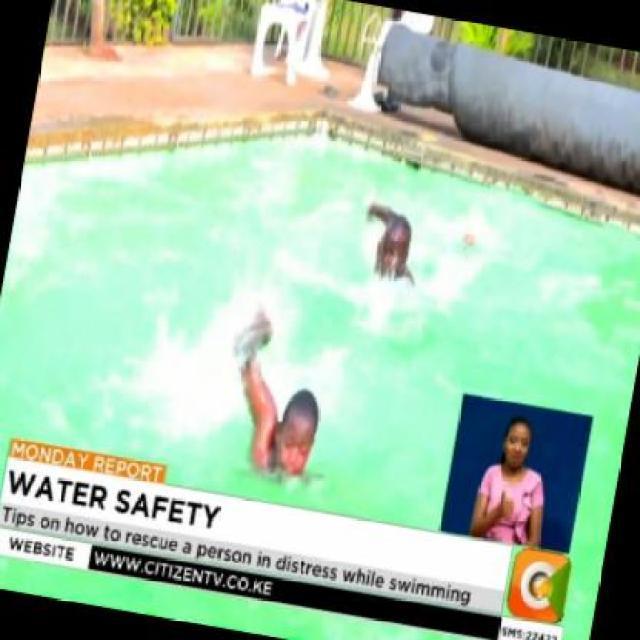 MONDAY REPORT
WATER SAFETY
Tips on how to rescue a person in distress while swimming
WEBSITE WWW.CITIZENTV.CO.KE
C